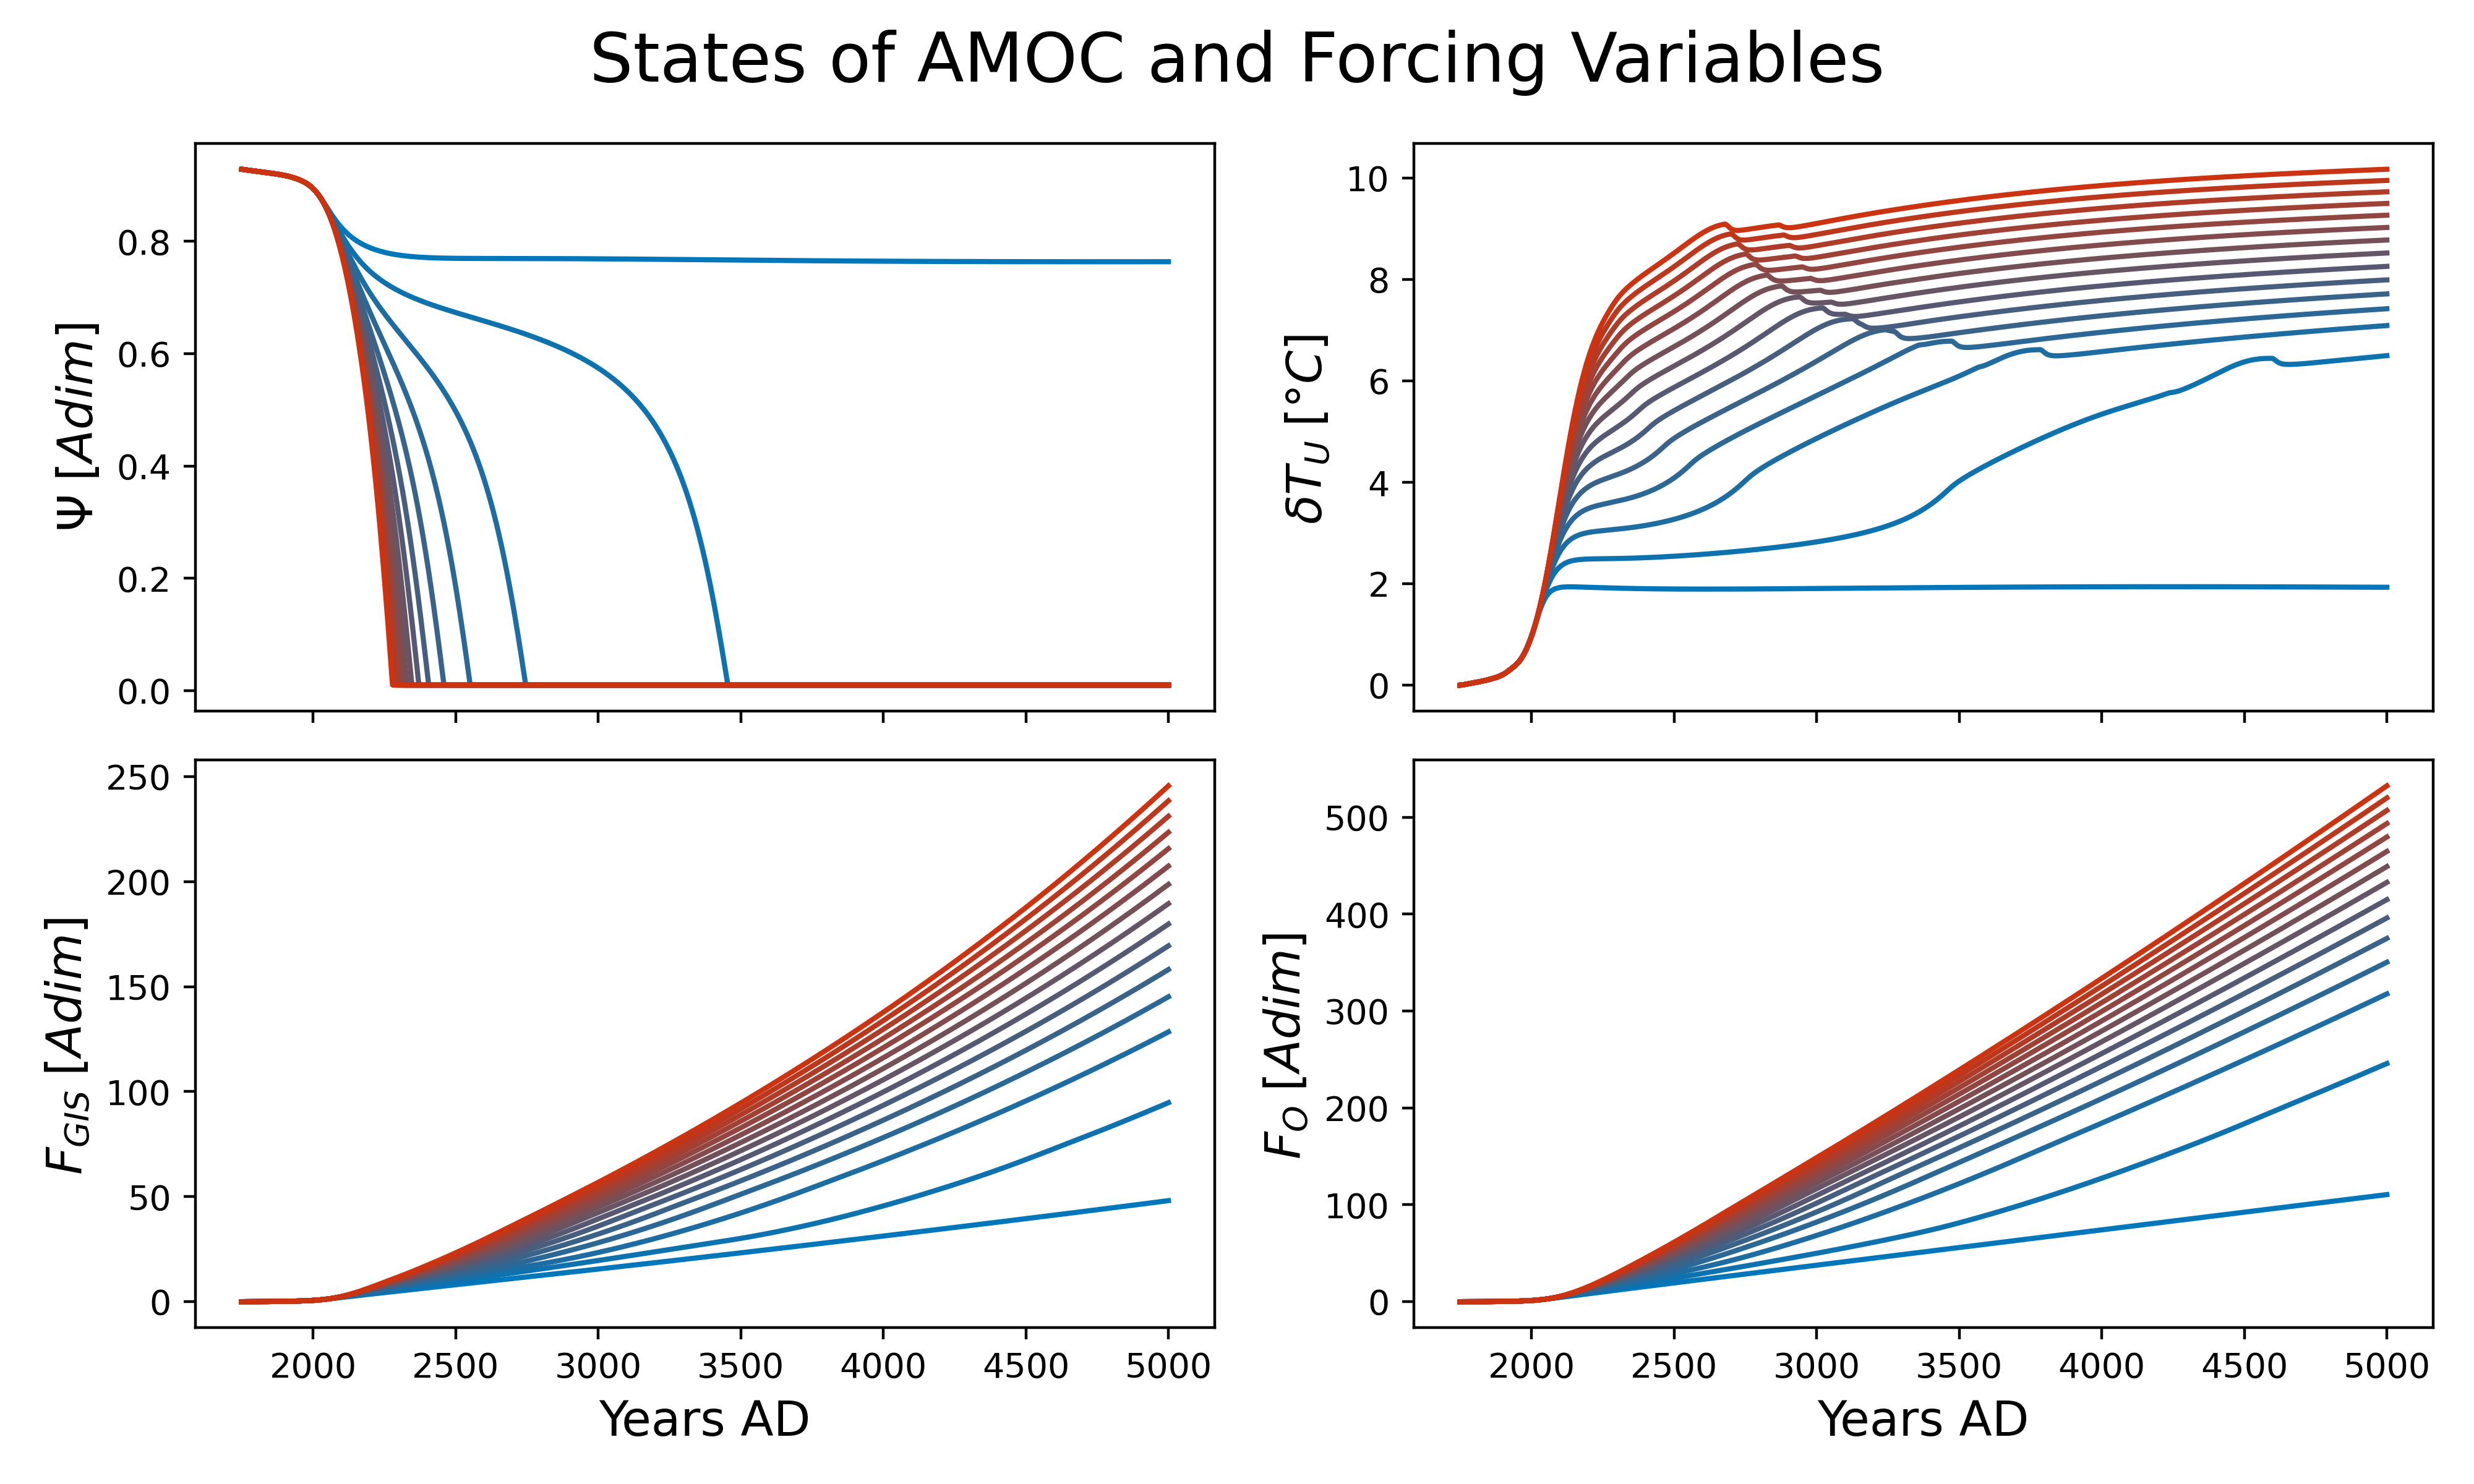 States of AMOC and Forcing Variables
Ψ [Adim]
0.8
0.6
0.4
0.2
0.0
δT_U [°C]
10
8
6
4
2
0
F_GIS [Adim]
250
200
150
100
50
0
2000 2500 3000 3500 4000 4500 5000
Years AD
F_O [Adim]
500
400
300
200
100
0
2000 2500 3000 3500 4000 4500 5000
Years AD